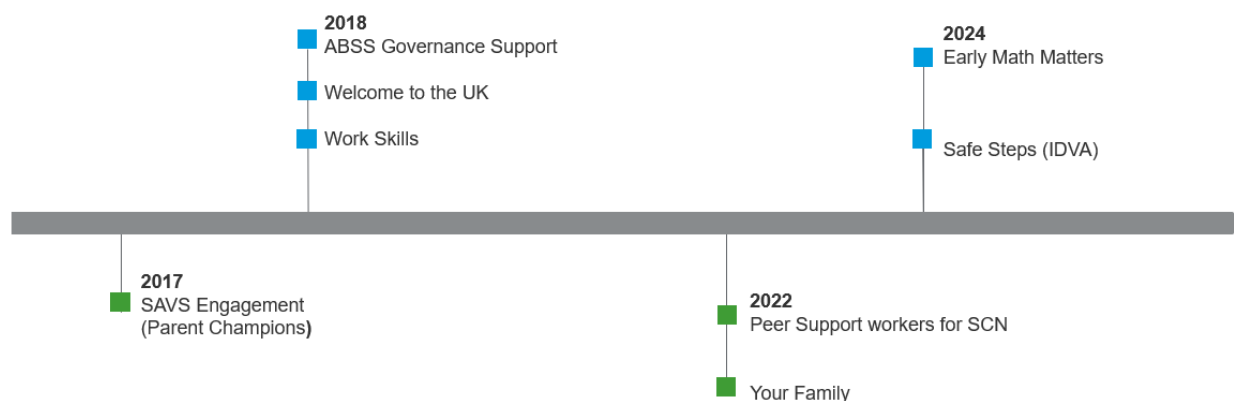 2018
ABSS Governance Support
Welcome to the UK
Work Skills
2024
Early Math Matters
Safe Steps (IDVA)
2017
SAVS Engagement
(Parent Champions)
2022
Peer Support workers for SCN
Your Family